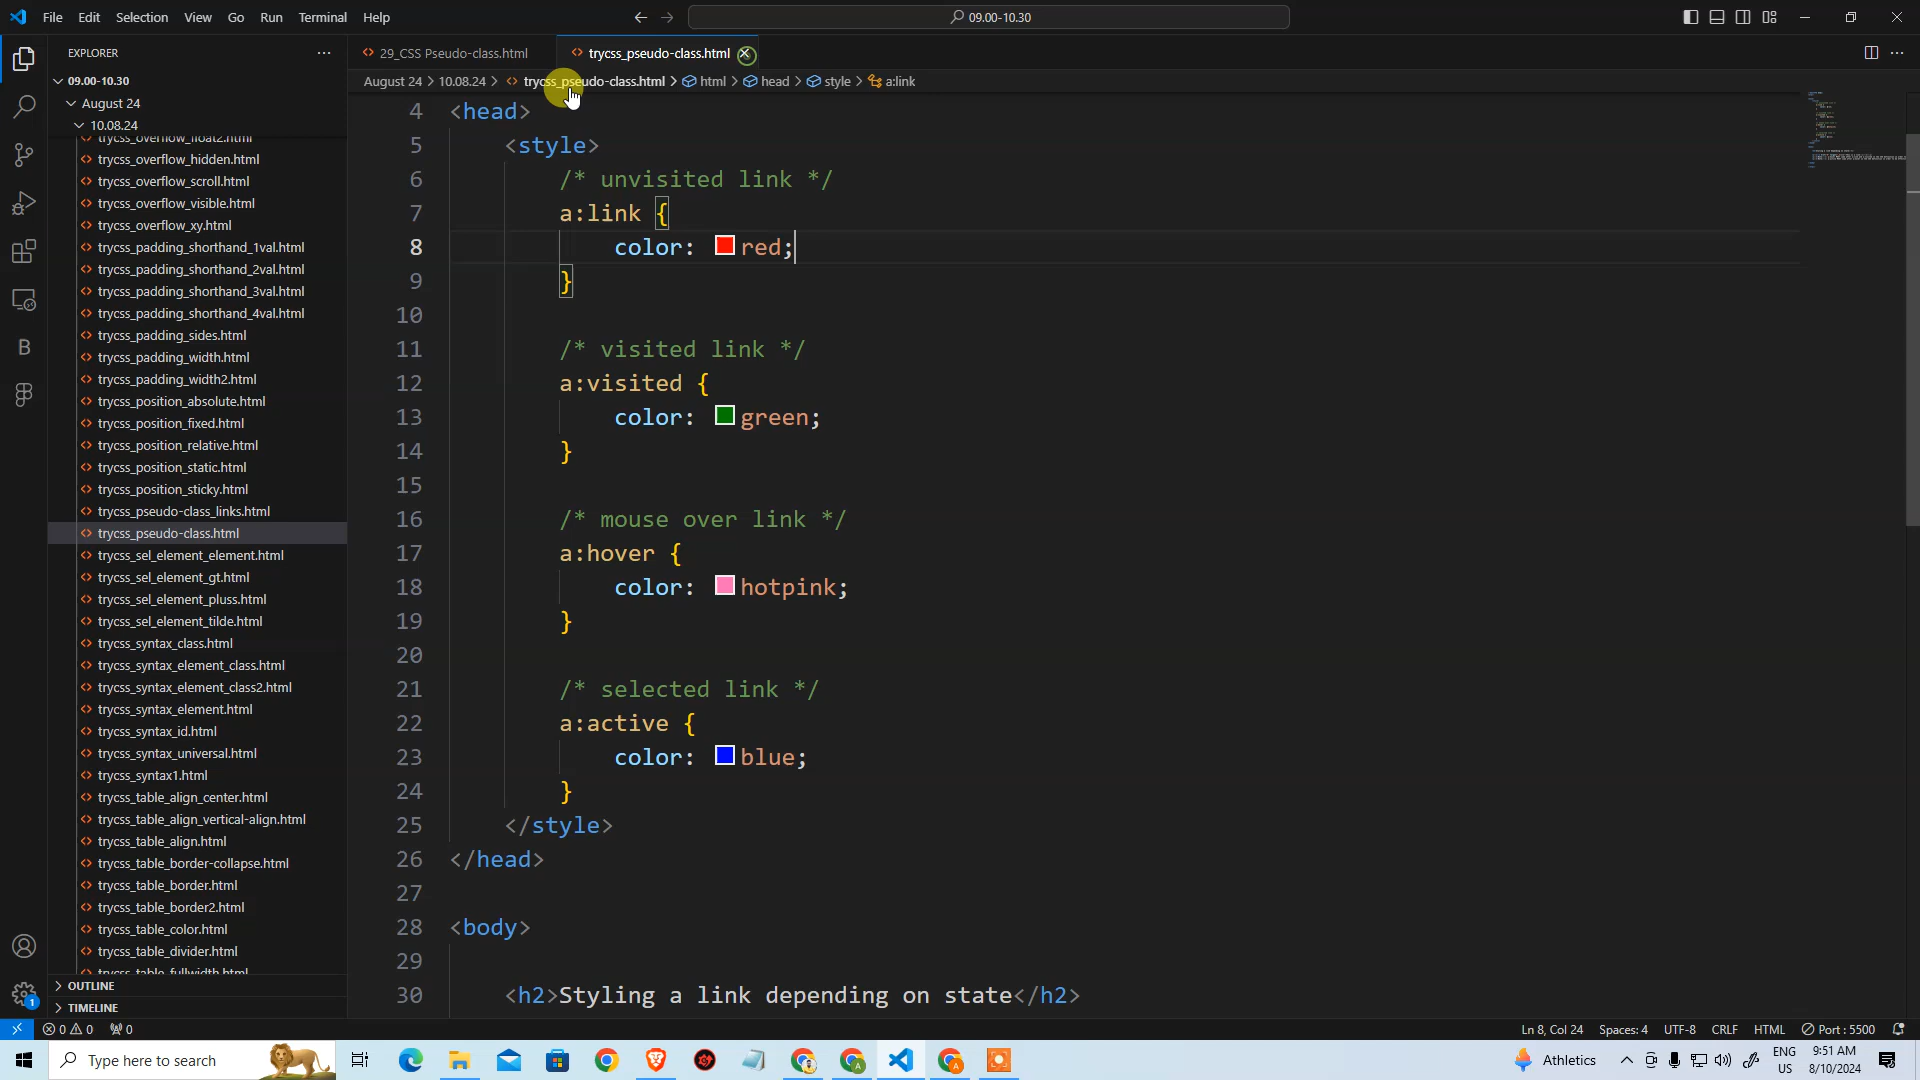 File Edit Selection View Go Run Terminal Help
09.00-10.30
EXPLORER
29_CSS Pseudo-class.html
trycss_pseudo-class.html
August 24 > 10.08.24 > trycss_pseudo-class.html > html > head > style > a:link
09.00-10.30
August 24
10.08.24
trycss_overflow_float2.html
trycss_overflow_hidden.html
trycss_overflow_scroll.html
trycss_overflow_visible.html
trycss_overflow_xy.html
trycss_padding_shorthand_1val.html
trycss_padding_shorthand_2val.html
trycss_padding_shorthand_3val.html
trycss_padding_shorthand_4val.html
trycss_padding_sides.html
trycss_padding_width.html
trycss_padding_width2.html
trycss_position_absolute.html
trycss_position_fixed.html
trycss_position_relative.html
trycss_position_static.html
trycss_position_sticky.html
trycss_pseudo-class_links.html
trycss_pseudo-class.html
trycss_sel_element_element.html
trycss_sel_element_gt.html
trycss_sel_element_pluss.html
trycss_sel_element_tilde.html
trycss_syntax_class.html
trycss_syntax_element_class.html
trycss_syntax_element_class2.html
trycss_syntax_element.html
trycss_syntax_id.html
trycss_syntax_universal.html
trycss_syntax1.html
trycss_table_align_center.html
trycss_table_align_vertical-align.html
trycss_table_align.html
trycss_table_border-collapse.html
trycss_table_border.html
trycss_table_border2.html
trycss_table_color.html
trycss_table_divider.html
trycss_table_fullwidth.html
OUTLINE
TIMELINE
4 <head>
5 <style>
6 /* unvisited link */
7 a:link {
8 color: red;
9 }
10
11 /* visited link */
12 a:visited {
13 color: green;
14 }
15
16 /* mouse over link */
17 a:hover {
18 color: hotpink;
19 }
20
21 /* selected link */
22 a:active {
23 color: blue;
24 }
25 </style>
26 </head>
27
28 <body>
29
30 <h2>Styling a link depending on state</h2>
B
1
0 0 0
Ln 8, Col 24 Spaces: 4 UTF-8 CRLF HTML Port : 5500
Type here to search
Athletics
ENG
US
9:51 AM
8/10/2024